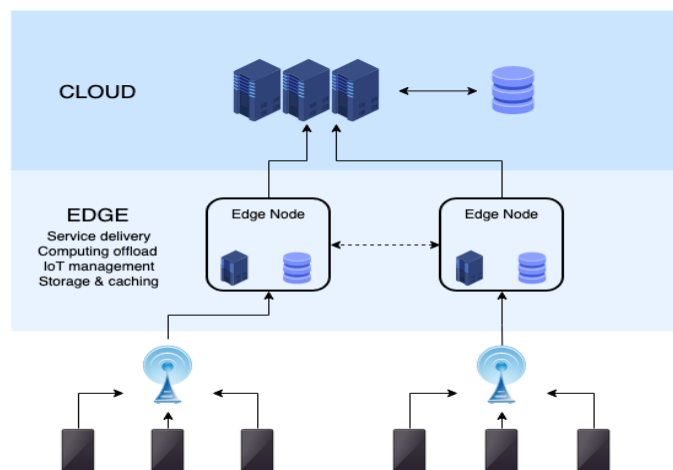 CLOUD
EDGE
Service delivery
Computing offload
IoT management
Storage & caching
Edge Node
Edge Node